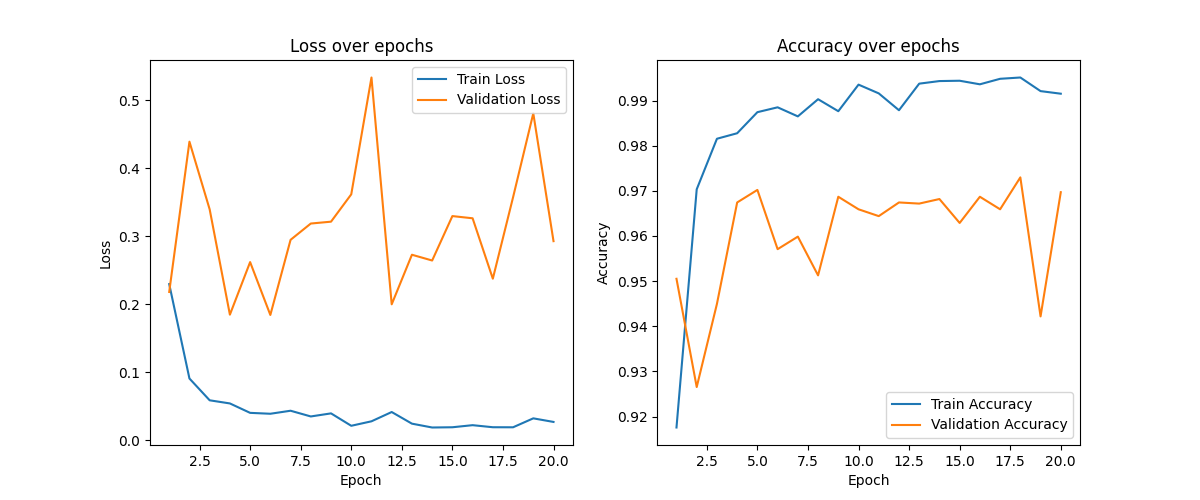 Loss over epochs
Train Loss
Validation Loss
0.5
0.4
0.3
0.2
0.1
0.0
Loss
2.5 5.0 7.5 10.0 12.5 15.0 17.5 20.0
Epoch
Accuracy over epochs
0.99
0.98
0.97
0.96
0.95
0.94
0.93
0.92
Accuracy
Train Accuracy
Validation Accuracy
2.5 5.0 7.5 10.0 12.5 15.0 17.5 20.0
Epoch